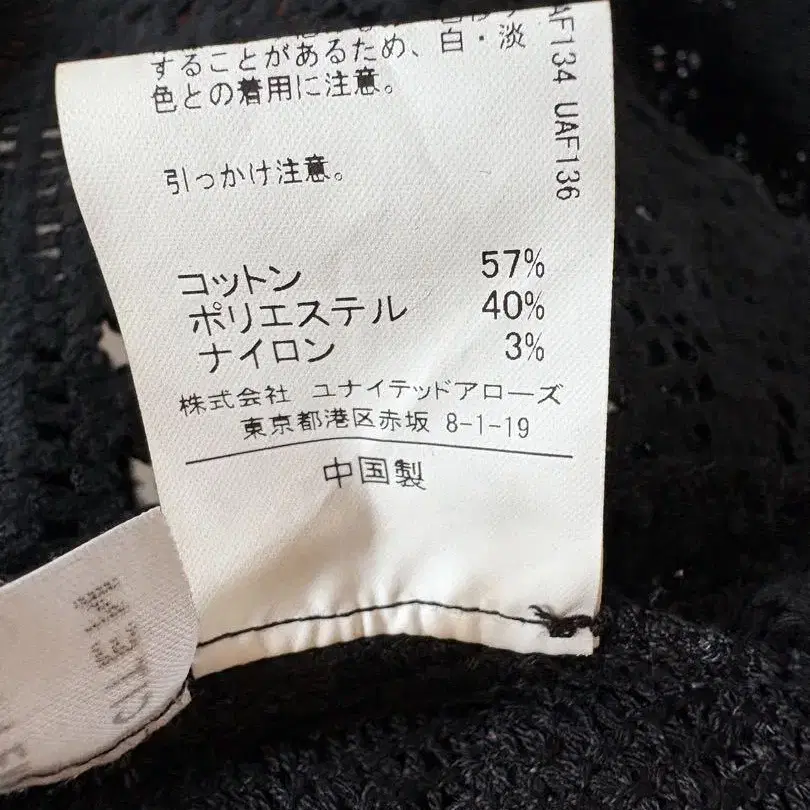 することがあるため、白・淡
色との着用に注意。
引っかけ注意。
コットン 57%
ポリエステル 40%
ナイロン 3%
株式会社 ユナイテッドアローズ
東京都港区赤坂 8-1-19
中国製
AF134 UAF136
CITEM